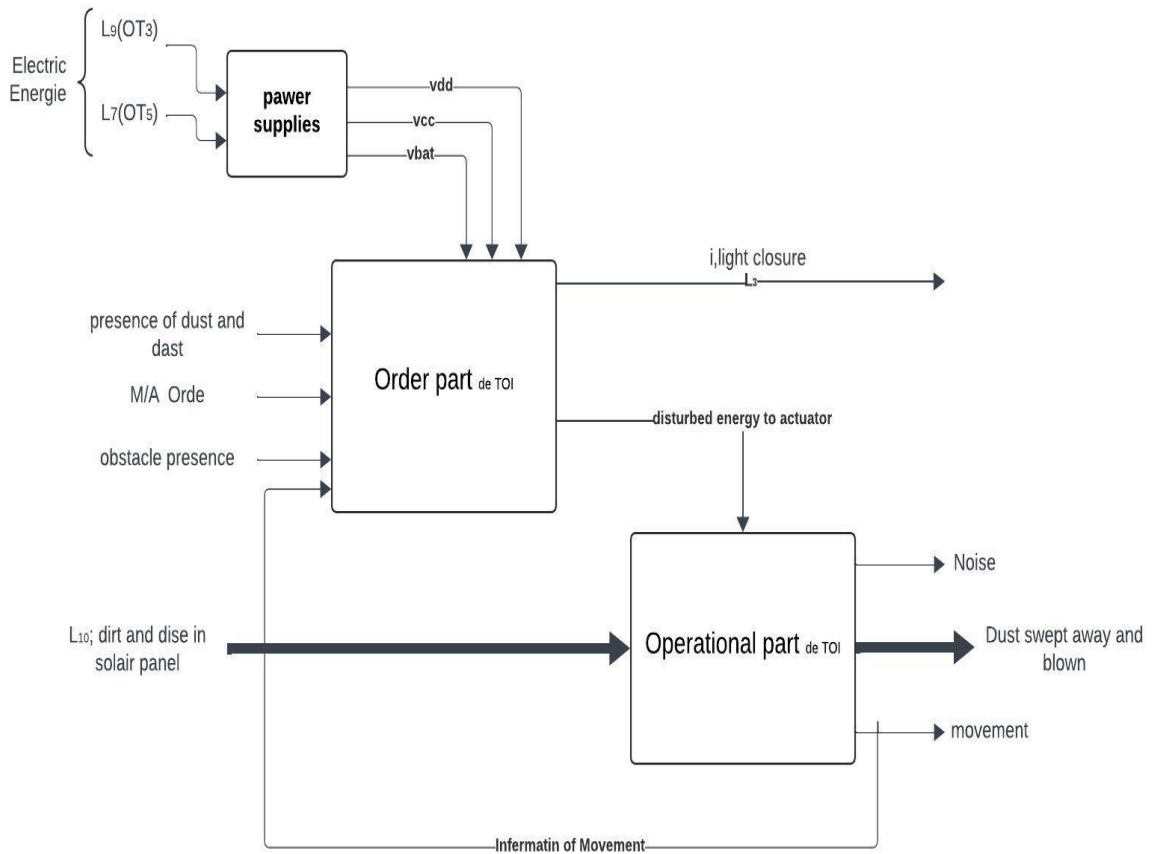 L9(OT3)
Electric
Energie
L7(OT5)
pawer
supplies
vdd
vcc
vbat
i,light closure
L3
presence of dust and
dast
M/A Orde
obstacle presence
Order part de TOI
disturbed energy to actuator
Noise
L10; dirt and dise in
solair panel
Operational part de TOI
Dust swept away and
blown
movement
Infermatin of Movement